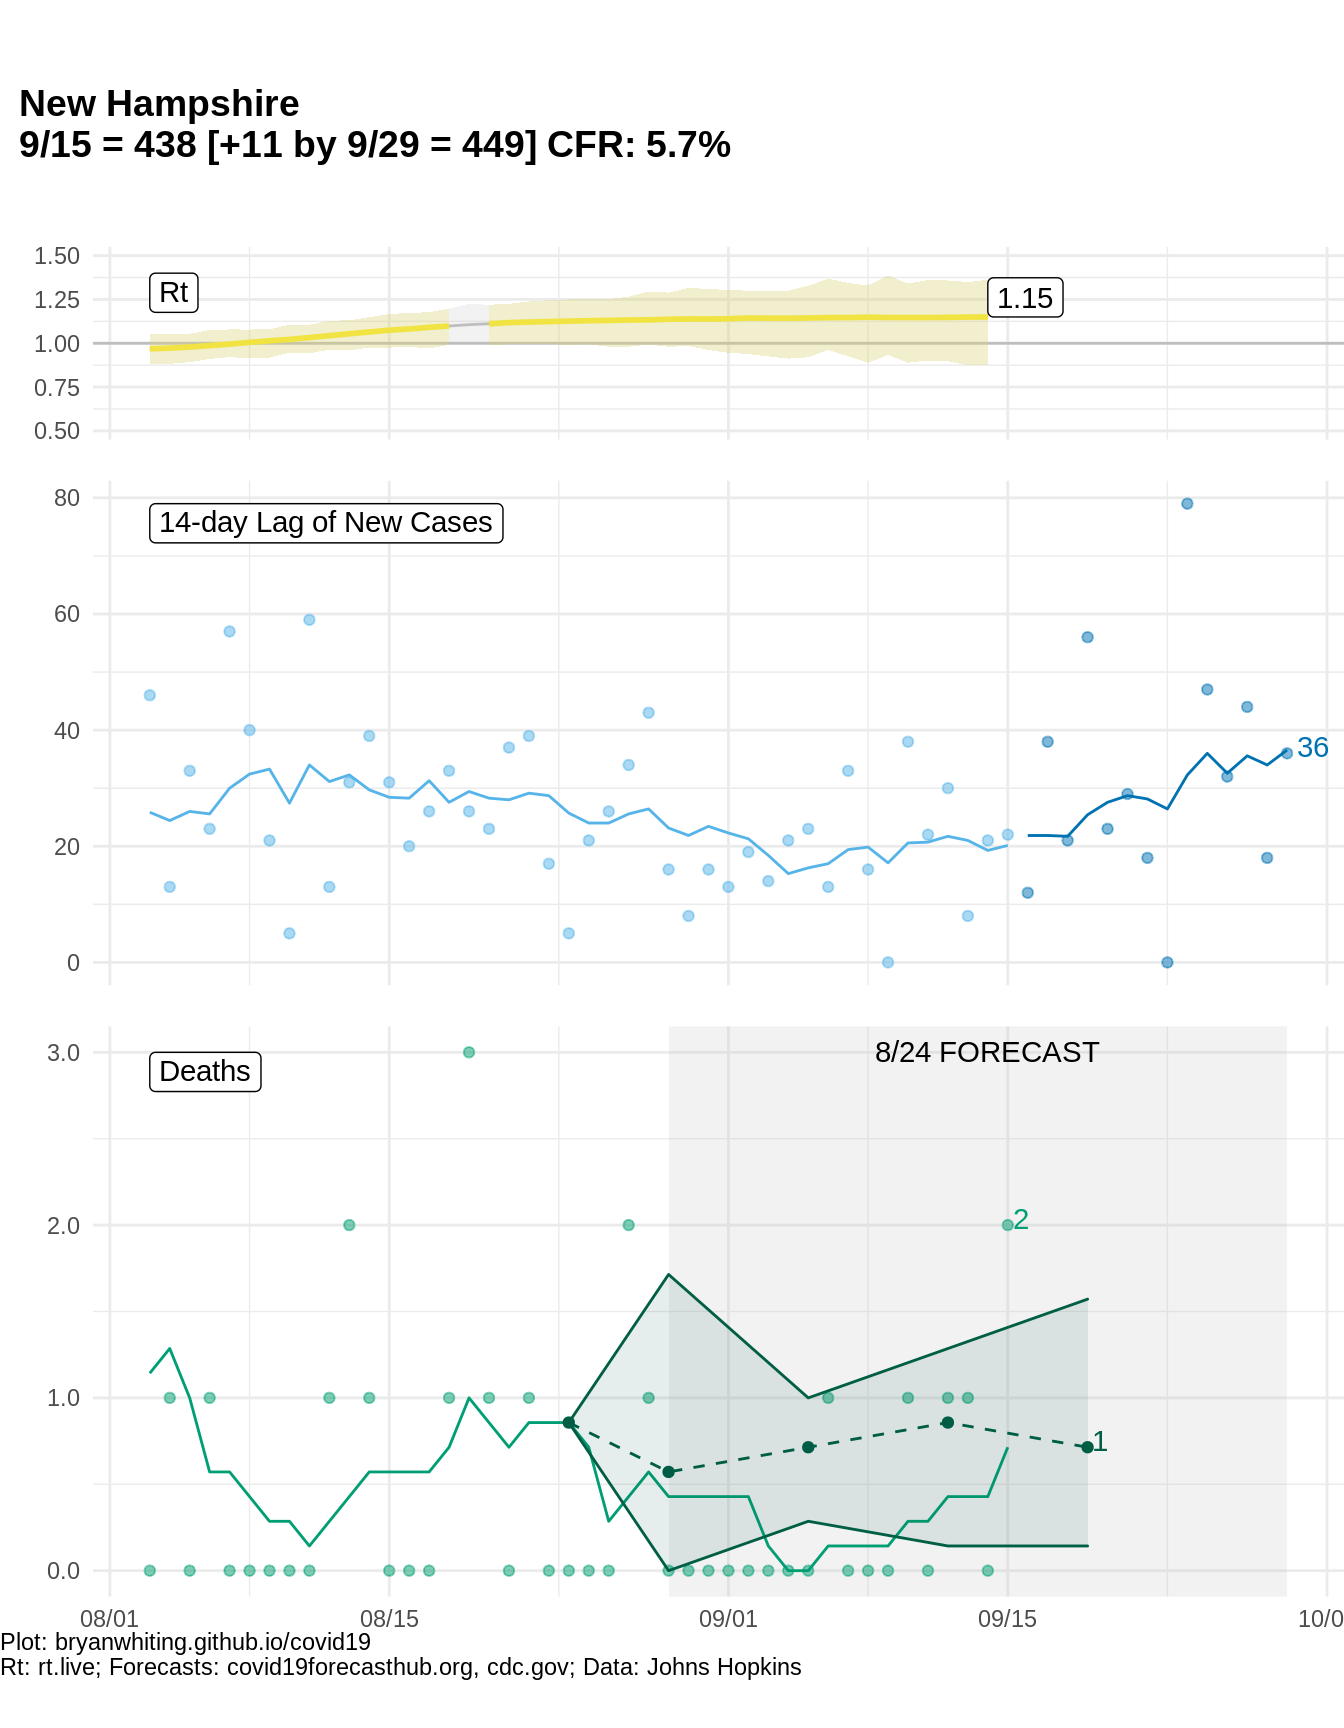 New Hampshire
9/15 = 438 [+11 by 9/29 = 449] CFR: 5.7%
1.50
1.25
1.00
0.75
0.50
Rt
1.15
80
60
40
20
0
14-day Lag of New Cases
36
3.0
2.0
1.0
0.0
Deaths
8/24 FORECAST
2
1
08/01
08/15
09/01
09/15
10/0
Plot: bryanwhiting.github.io/covid19
Rt: rt.live; Forecasts: covid19forecasthub.org, cdc.gov; Data: Johns Hopkins